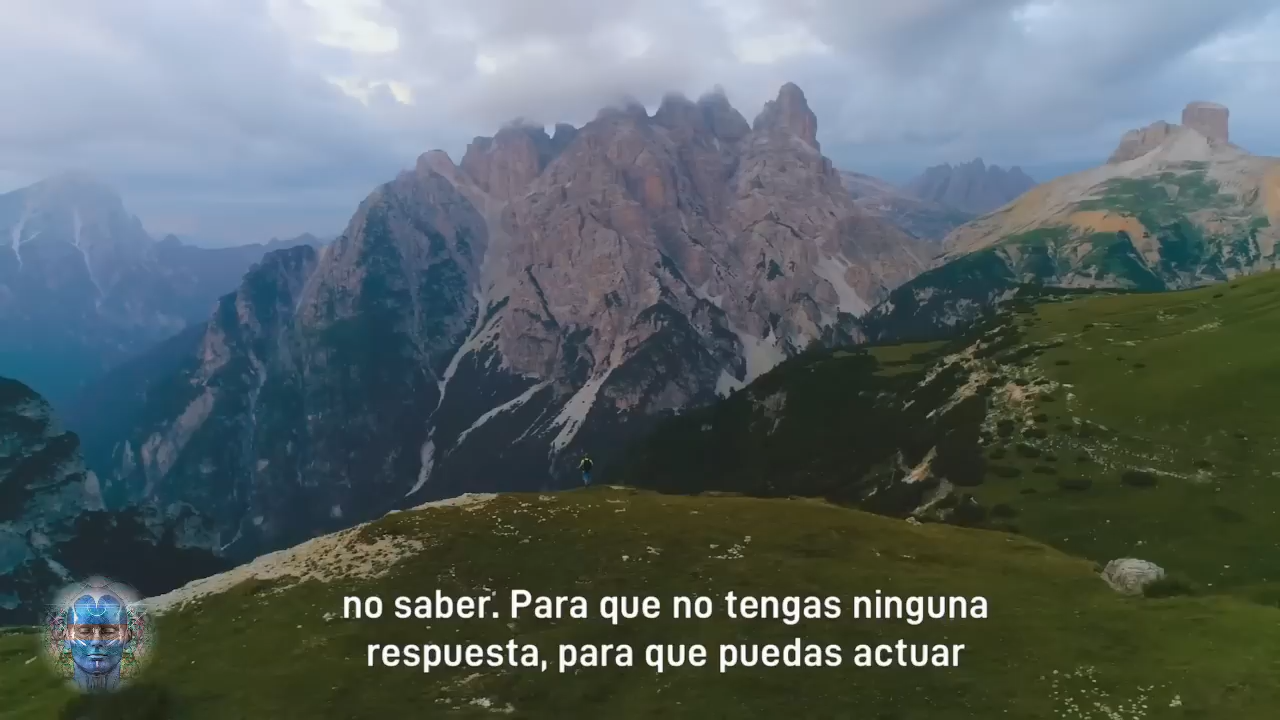 no saber. Para que no tengas ninguna
respuesta, para que puedas actuar